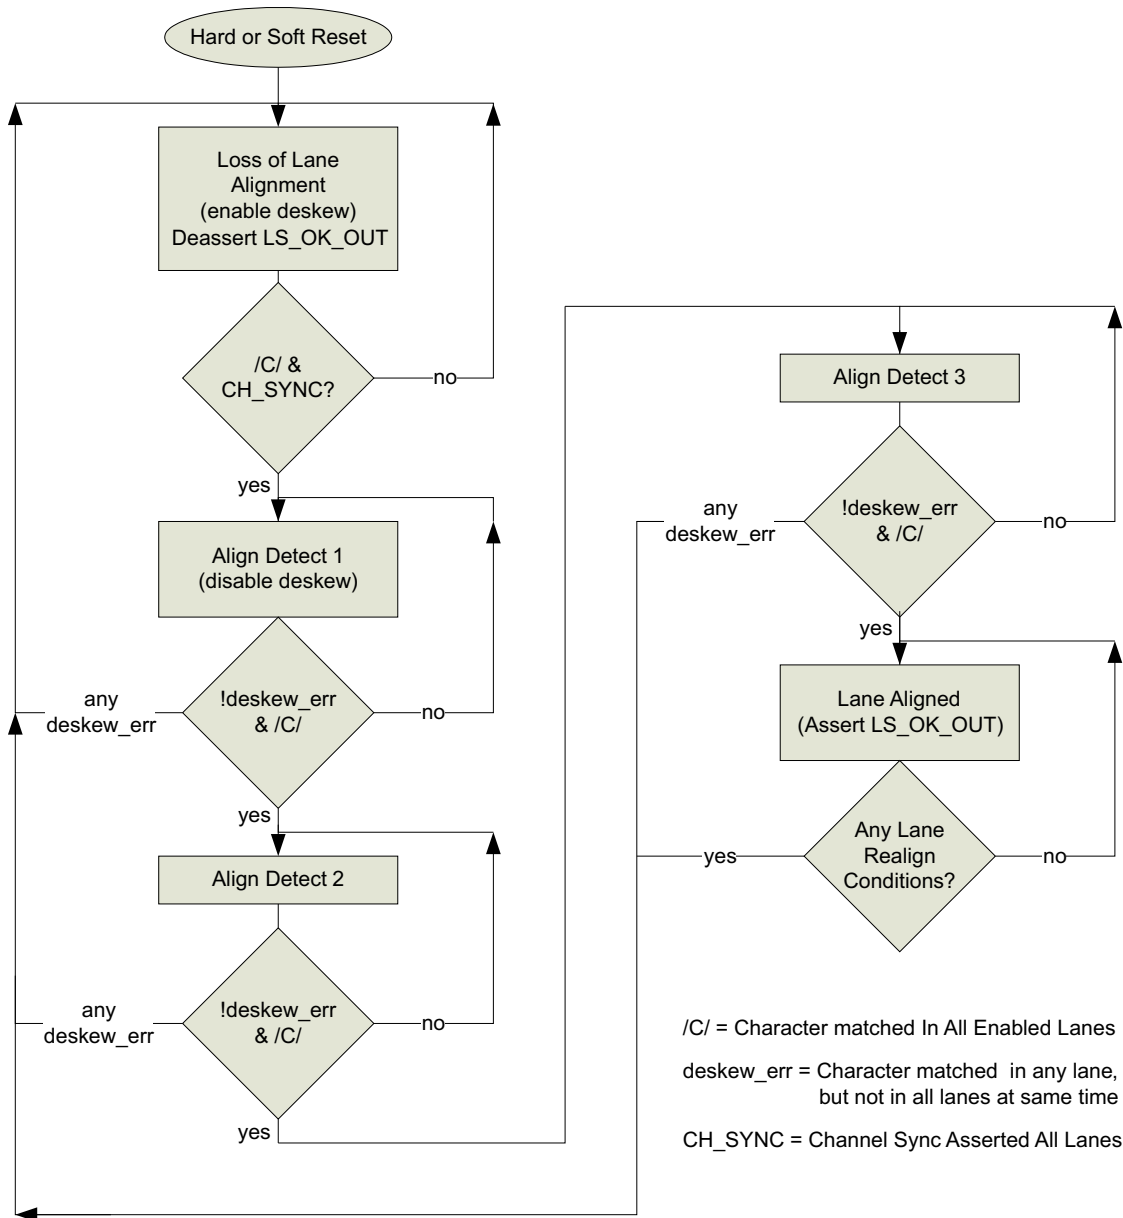 Hard or Soft Reset
Loss of Lane
Alignment
(enable deskew)
Deassert LS_OK_OUT
/C/ &
CH_SYNC?
no
yes
Align Detect 1
(disable deskew)
any
deskew_err
!deskew_err
& /C/
no
yes
Align Detect 2
any
deskew_err
!deskew_err
& /C/
no
yes
Align Detect 3
any
deskew_err
!deskew_err
& /C/
no
yes
Lane Aligned
(Assert LS_OK_OUT)
yes
Any Lane
Realign
Conditions?
no
/C/ = Character matched In All Enabled Lanes
deskew_err = Character matched in any lane,
but not in all lanes at same time
CH_SYNC = Channel Sync Asserted All Lanes